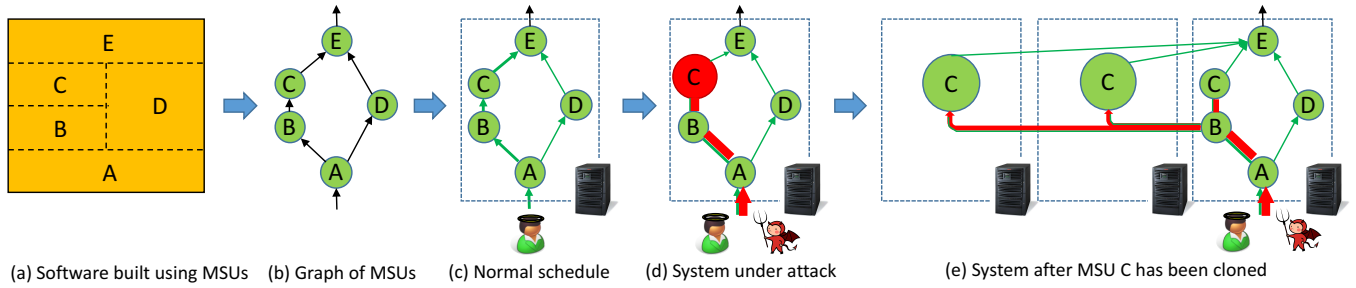 E
C
D
B
A
(a) Software built using MSUs
E
C
D
B
A
(b) Graph of MSUs
E
C
D
B
A
(c) Normal schedule
E
C
D
B
A
(d) System under attack
E
C
C
C
D
B
A
(e) System after MSU C has been cloned